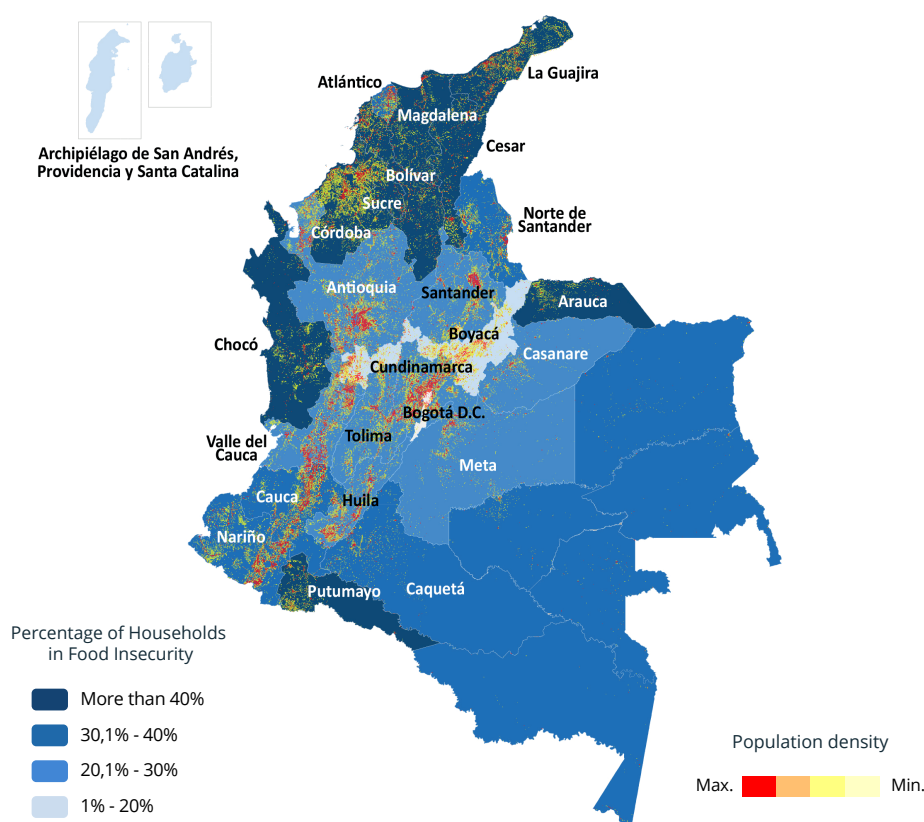 Archipiélago de San Andrés,
Providencia y Santa Catalina
Atlántico
La Guajira
Magdalena
Cesar
Bolívar
Sucre
Norte de
Santander
Córdoba
Antioquia
Santander
Arauca
Chocó
Boyacá
Casanare
Cundinamarca
Bogotá D.C.
Valle del
Cauca
Tolima
Meta
Cauca
Huila
Nariño
Putumayo
Caquetá
Percentage of Households
in Food Insecurity
More than 40%
30,1% - 40%
20,1% - 30%
1% - 20%
Population density
Max.
Min.